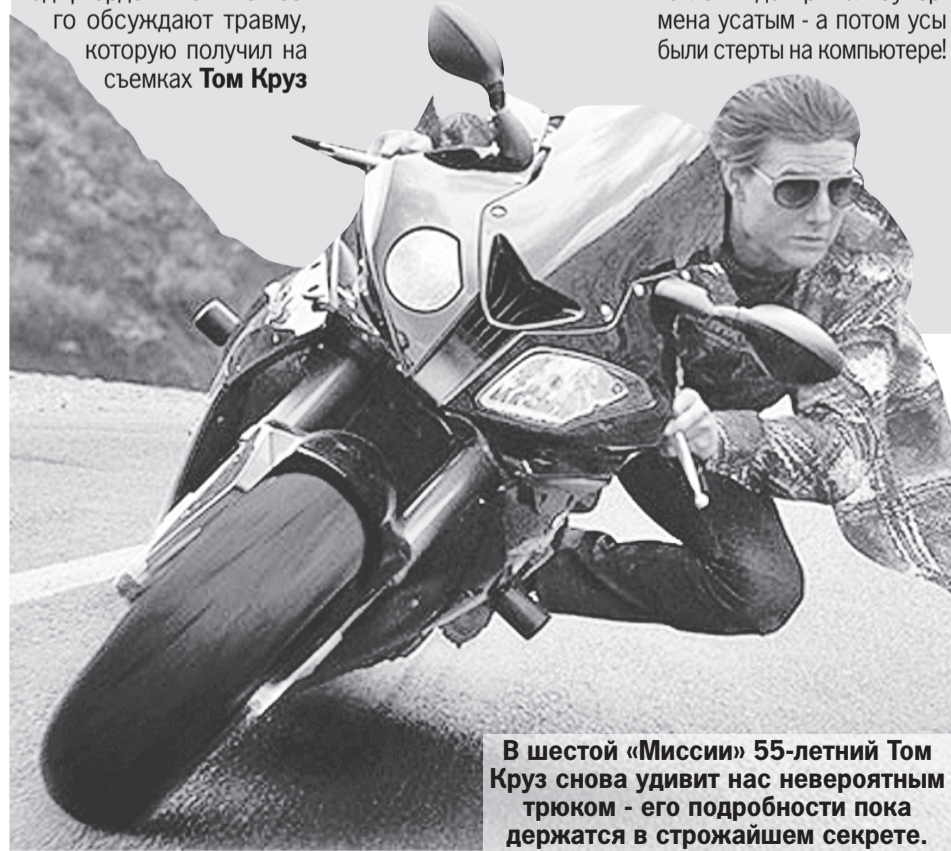 го обсуждают травму,
которую получил на
съемках Том Круз
мена усатым - а потом усы
были стерты на компьютере!
В шестой «Миссии» 55-летний Том
Круз снова удивит нас невероятным
трюком - его подробности пока
держатся в строжайшем секрете.